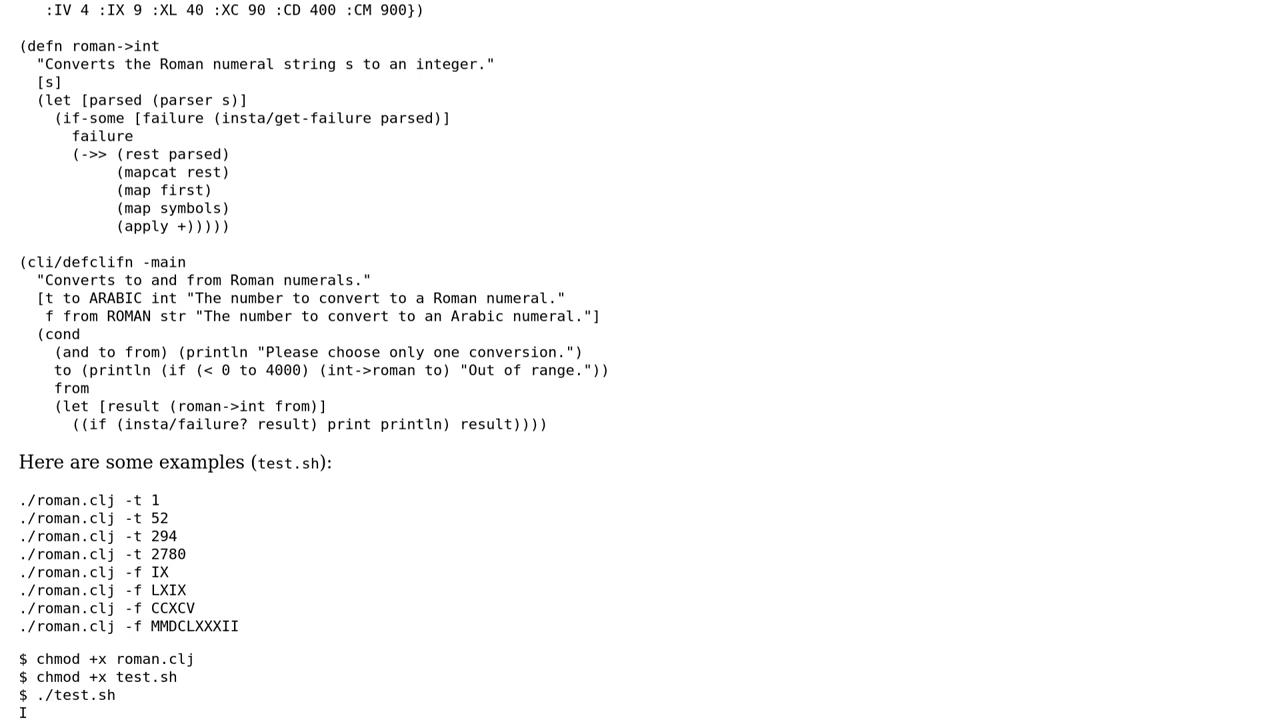 :IV 4 :IX 9 :XL 40 :XC 90 :CD 400 :CM 900})
(defn roman->int
"Converts the Roman numeral string s to an integer."
[s]
(let [parsed (parser s)]
(if-some [failure (insta/get-failure parsed)]
failure
(->> (rest parsed)
(mapcat rest)
(map first)
(map symbols)
(apply +)))))
(cli/defclifn -main
"Converts to and from Roman numerals."
[t to ARABIC int "The number to convert to a Roman numeral."
f from ROMAN str "The number to convert to an Arabic numeral."]
(cond
(and to from) (println "Please choose only one conversion.")
to (println (if (< 0 to 4000) (int->roman to) "Out of range."))
from
(let [result (roman->int from)]
((if (insta/failure? result) print println) result))))
Here are some examples (test.sh):
./roman.clj -t 1
./roman.clj -t 52
./roman.clj -t 294
./roman.clj -t 2780
./roman.clj -f IX
./roman.clj -f LXIX
./roman.clj -f CCXCV
./roman.clj -f MMDCLXXXII
$ chmod +x roman.clj
$ chmod +x test.sh
$ ./test.sh
I